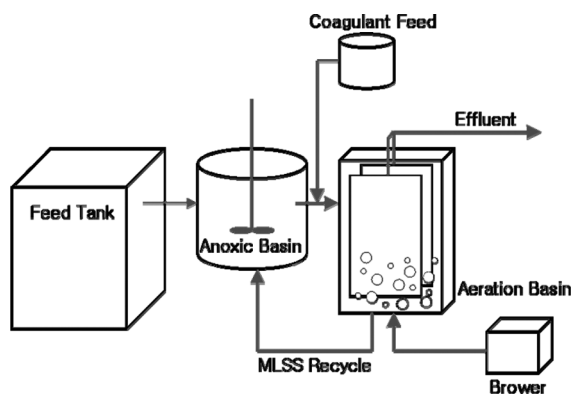 Coagulant Feed
Effluent
Feed Tank
Anoxic Basin
Aeration Basin
MLSS Recycle
Brower